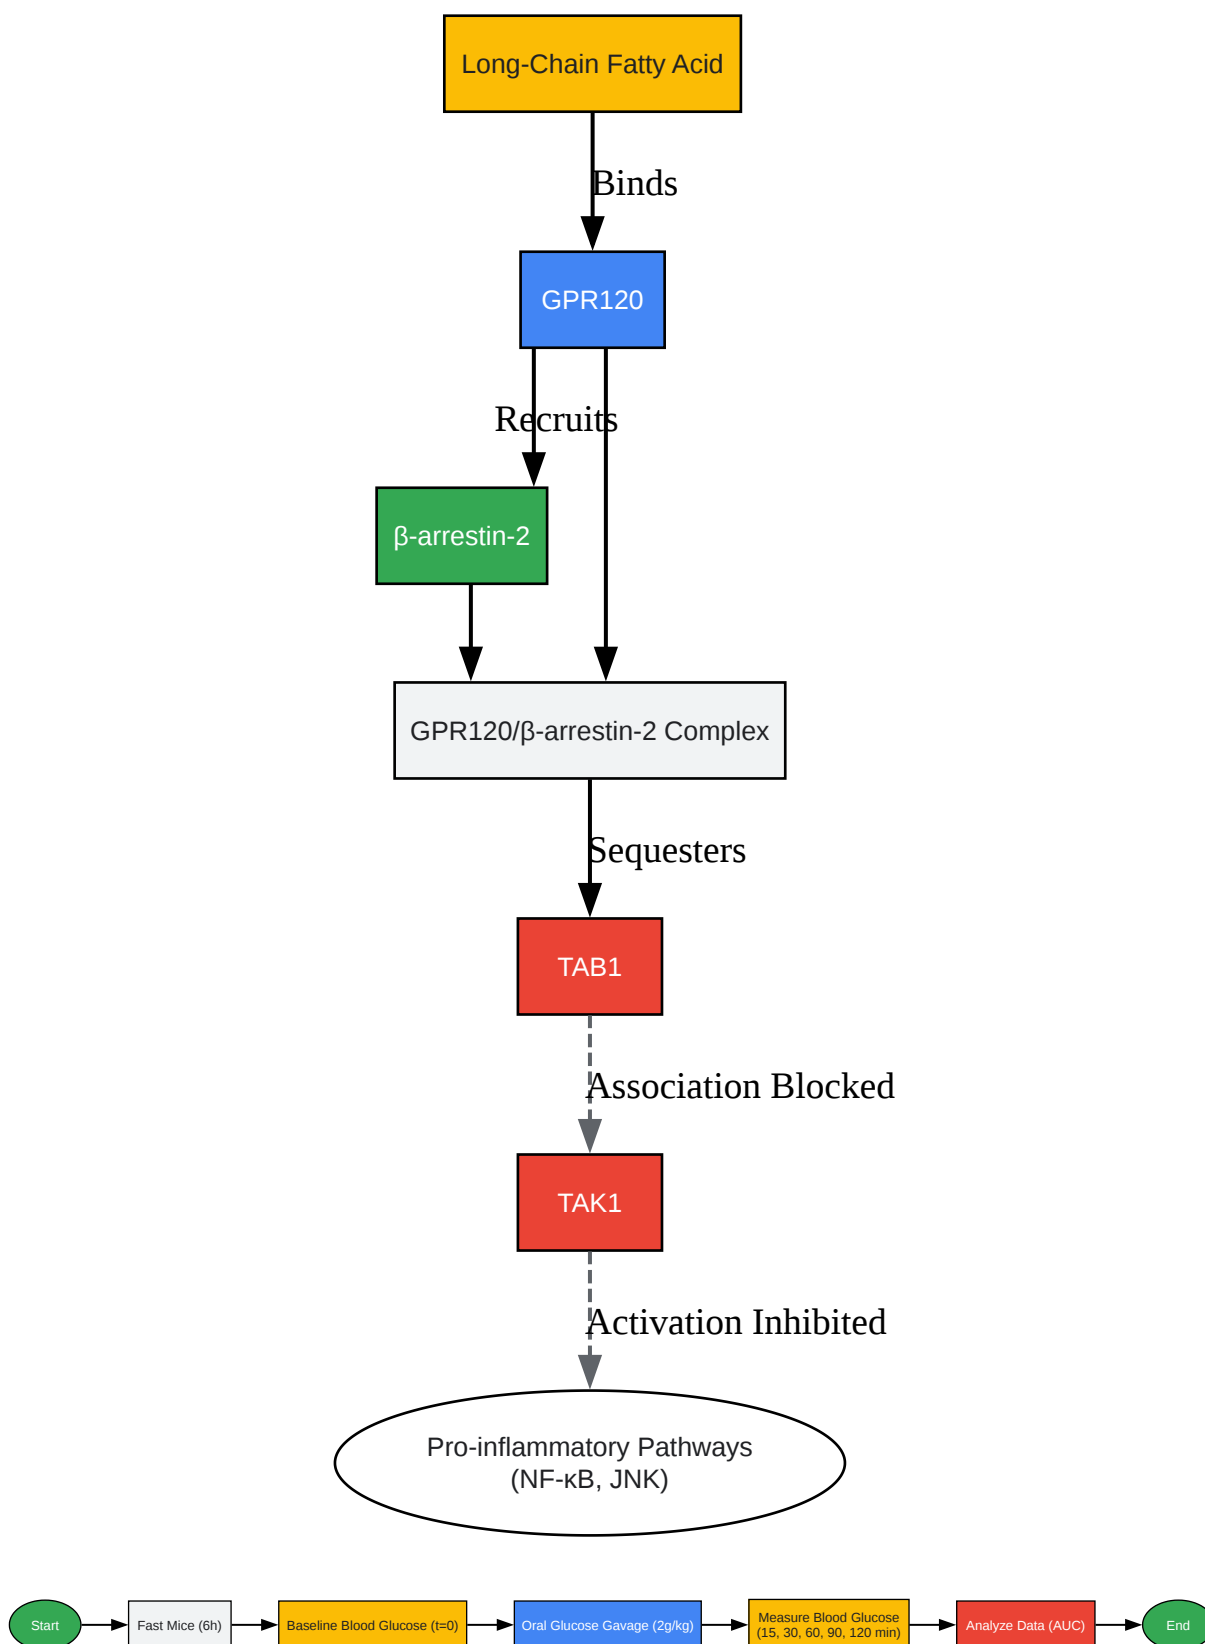 Long-Chain Fatty Acid
Binds
GPR120
Recruits
β-arrestin-2
GPR120/β-arrestin-2 Complex
Sequesters
TAB1
Association Blocked
TAK1
Activation Inhibited
Pro-inflammatory Pathways
(NF-κB, JNK)
Start
Fast Mice (6h)
Baseline Blood Glucose (t=0)
Oral Glucose Gavage (2g/kg)
Measure Blood Glucose
(15, 30, 60, 90, 120 min)
Analyze Data (AUC)
End